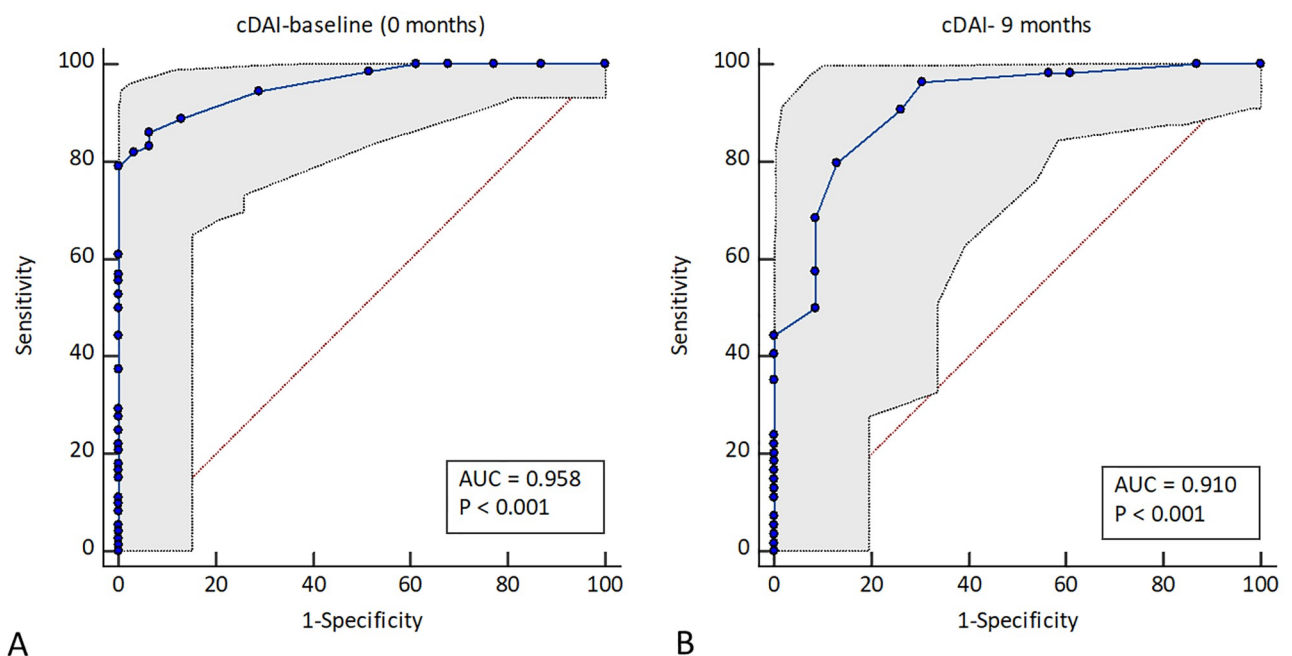 cDAI-baseline (0 months)
100
80
60
40
20
0
Sensitivity
AUC = 0.958
P < 0.001
0 20 40 60 80 100
1-Specificity
A
cDAI- 9 months
100
80
60
40
20
0
Sensitivity
AUC = 0.910
P < 0.001
0 20 40 60 80 100
1-Specificity
B